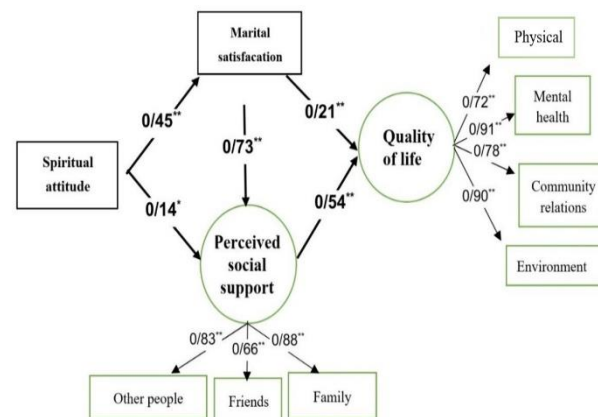 Marital
satisfacation
Physical
0/72**
Mental
health
0/45**
0/21**
0/91**
Quality
of life
0/73**
0/78**
Spiritual
attitude
Community
relations
0/14*
0/54**
0/90**
Perceived
social
support
Environment
0/83**
0/66**
0/88**
Other people
Friends
Family